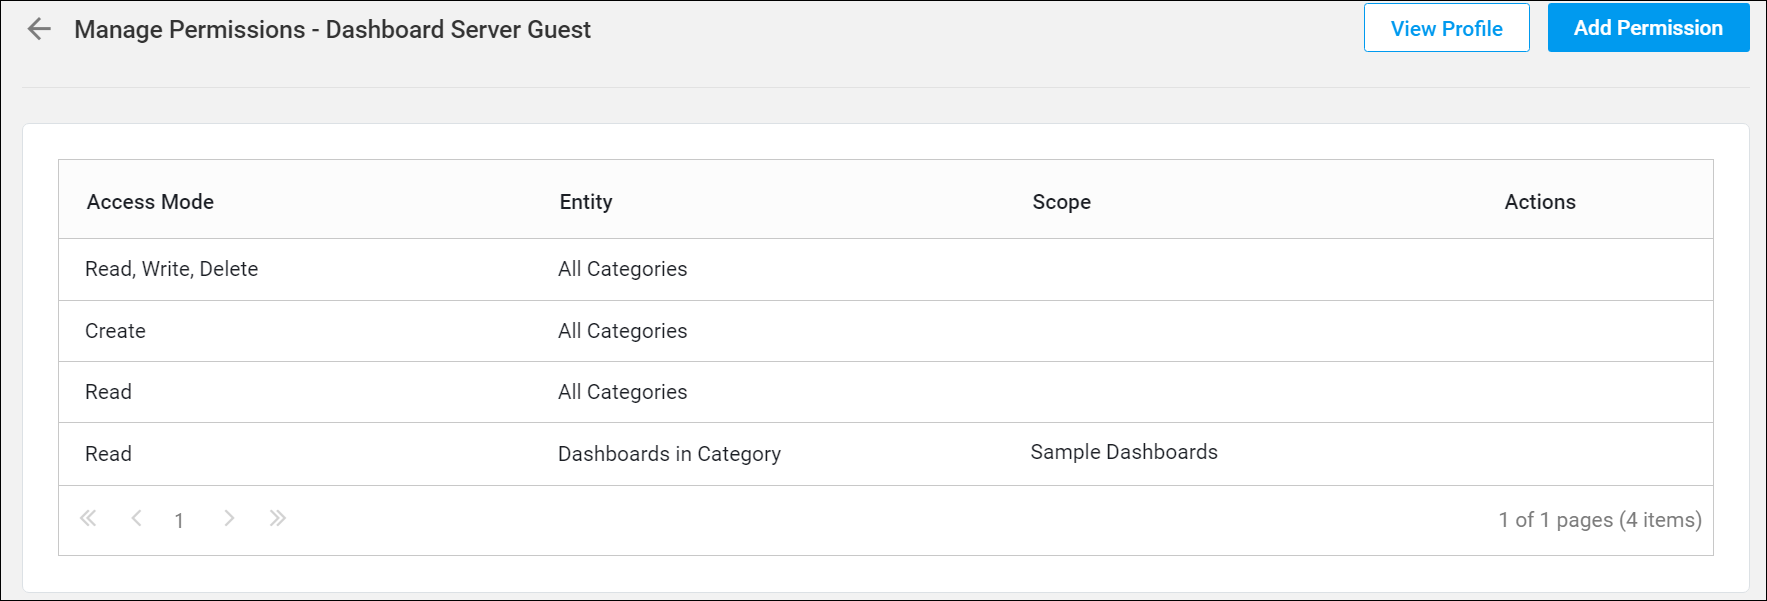 Manage Permissions - Dashboard Server Guest
View Profile
Add Permission
Access Mode Entity Scope Actions
Read, Write, Delete All Categories
Create All Categories
Read All Categories
Read Dashboards in Category Sample Dashboards
1 1 of 1 pages (4 items)